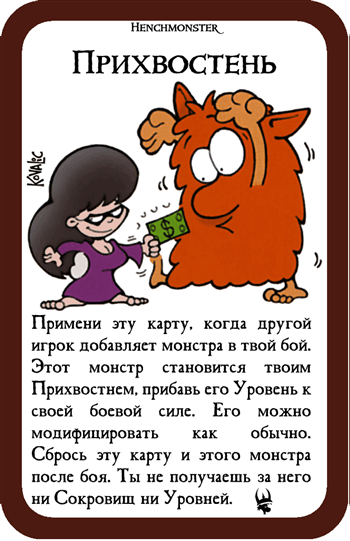 Henchmonster
Прихвостень
Kovalic
$
Примени эту карту, когда другой
игрок добавляет монстра в твой бой.
Этот монстр становится твоим
Прихвостнем, прибавь его Уровень к
своей боевой силе. Его можно
модифицировать как обычно.
Сбрось эту карту и этого монстра
после боя. Ты не получаешь за него
ни Сокровищ ни Уровней.